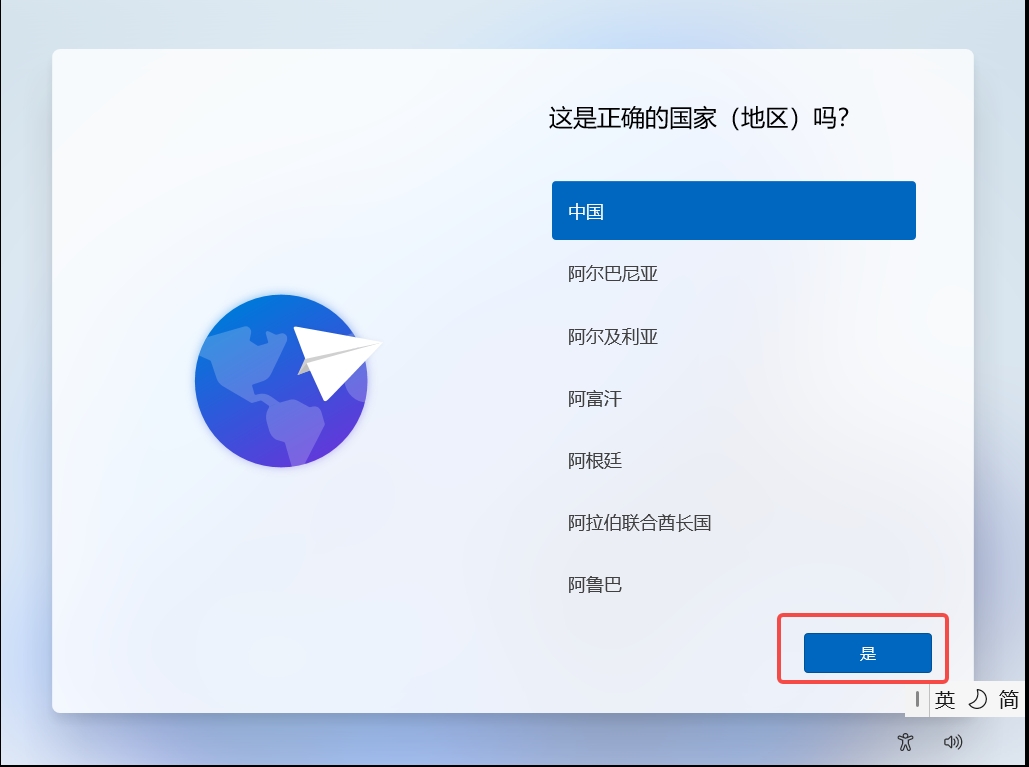 这是正确的国家（地区）吗？
中国
阿尔巴尼亚
阿尔及利亚
阿富汗
阿根廷
阿拉伯联合酋长国
阿鲁巴
是
英 简